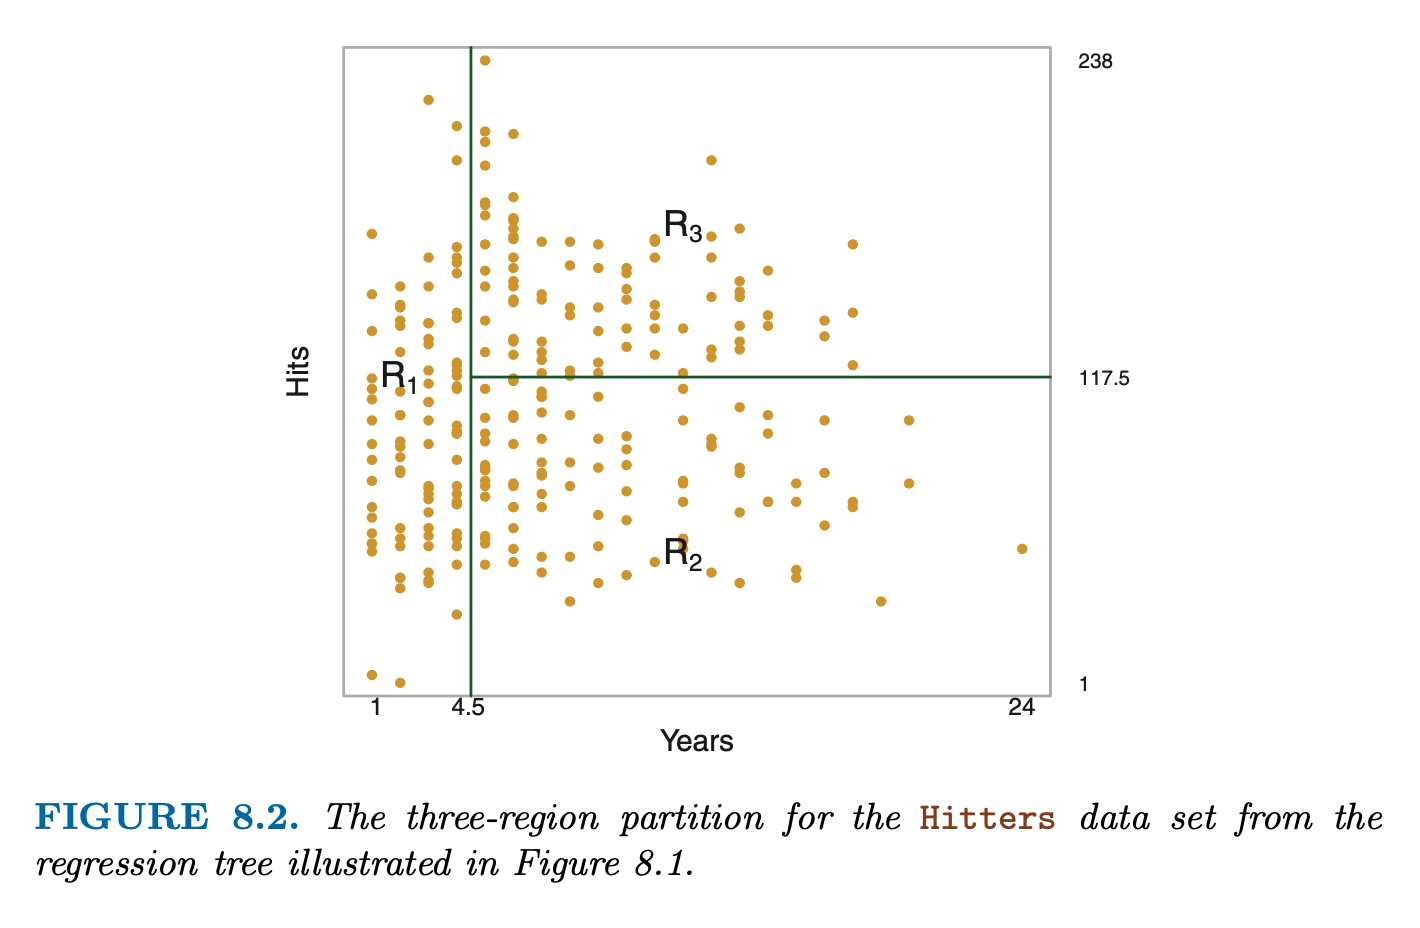 238
R3
Hits
R1
117.5
R2
1
1 4.5 24
Years
FIGURE 8.2. The three-region partition for the Hitters data set from the
regression tree illustrated in Figure 8.1.